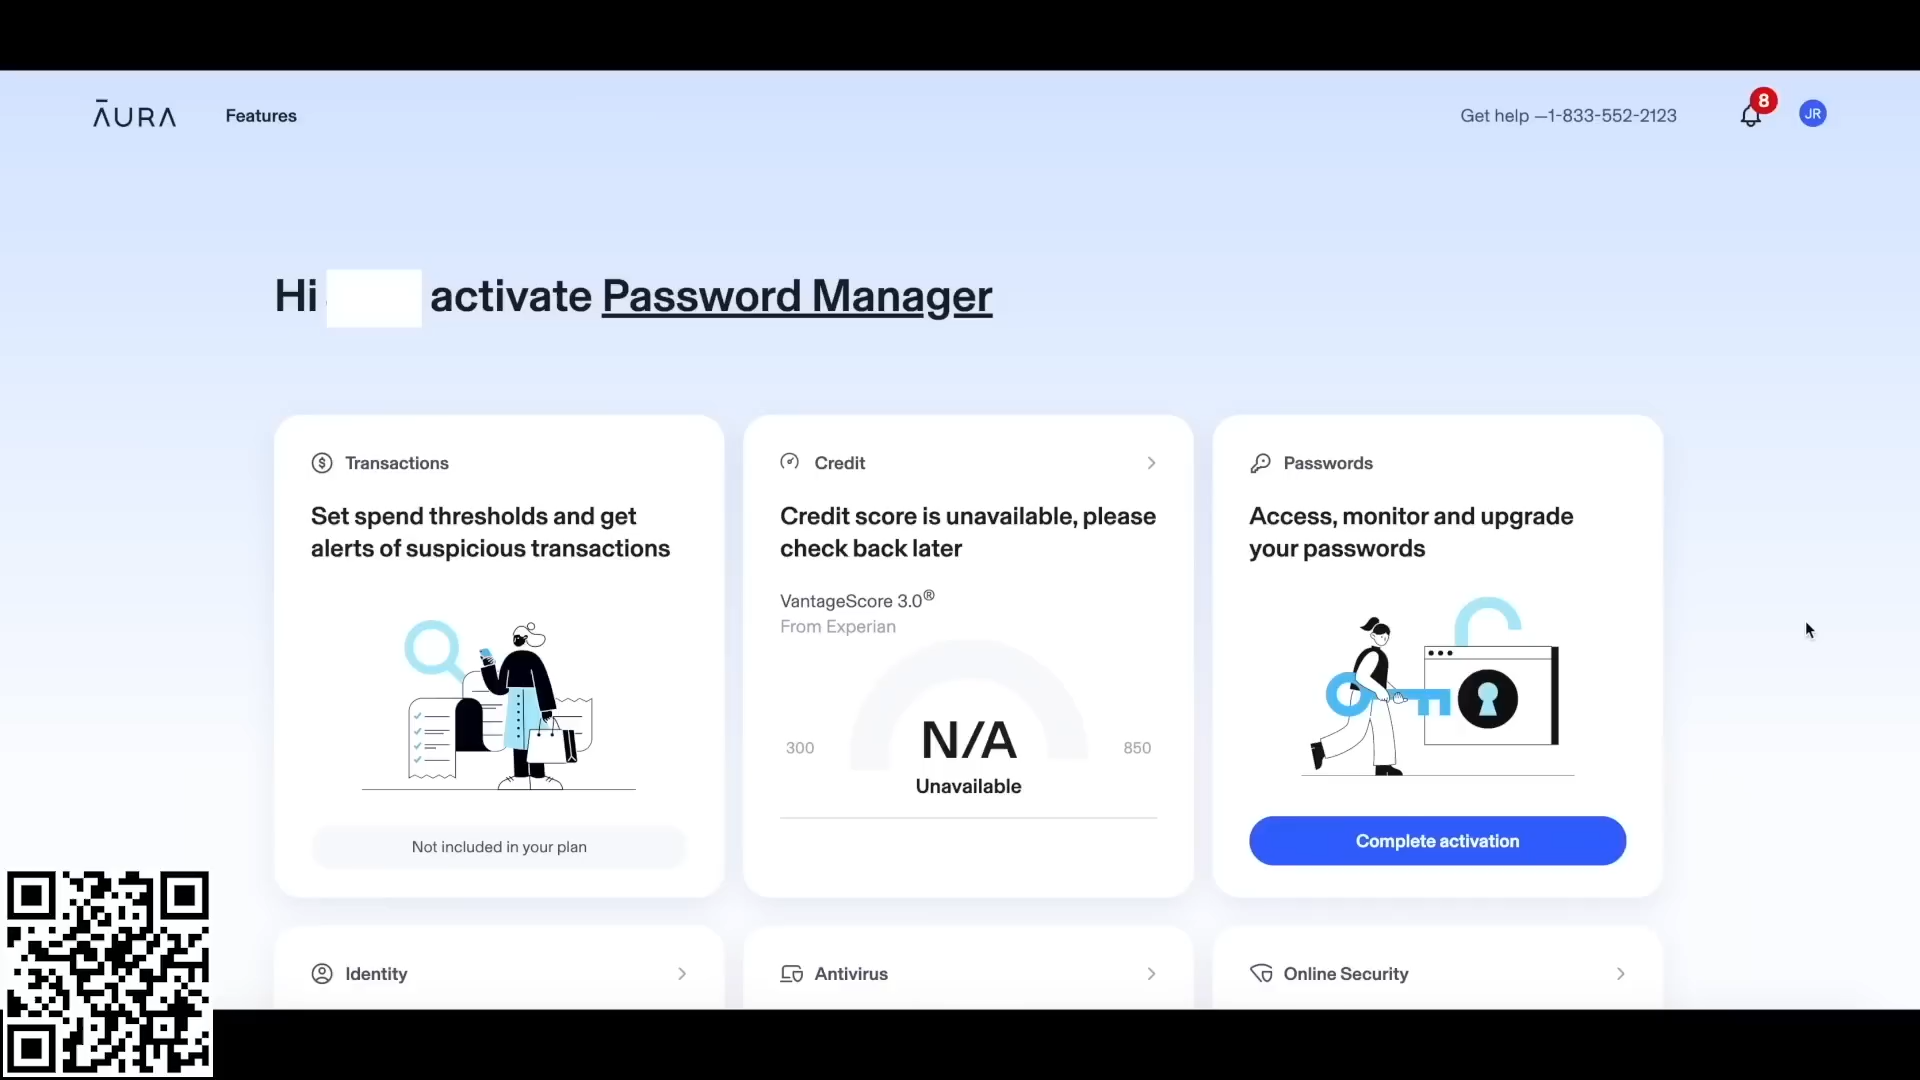 ĀURA
Features
Get help —1-833-552-2123
8
JR
Hi activate Password Manager
Transactions
Set spend thresholds and get
alerts of suspicious transactions
Not included in your plan
Credit
Credit score is unavailable, please
check back later
VantageScore 3.0®
From Experian
300
N/A
850
Unavailable
Passwords
Access, monitor and upgrade
your passwords
Complete activation
Identity
Antivirus
Online Security